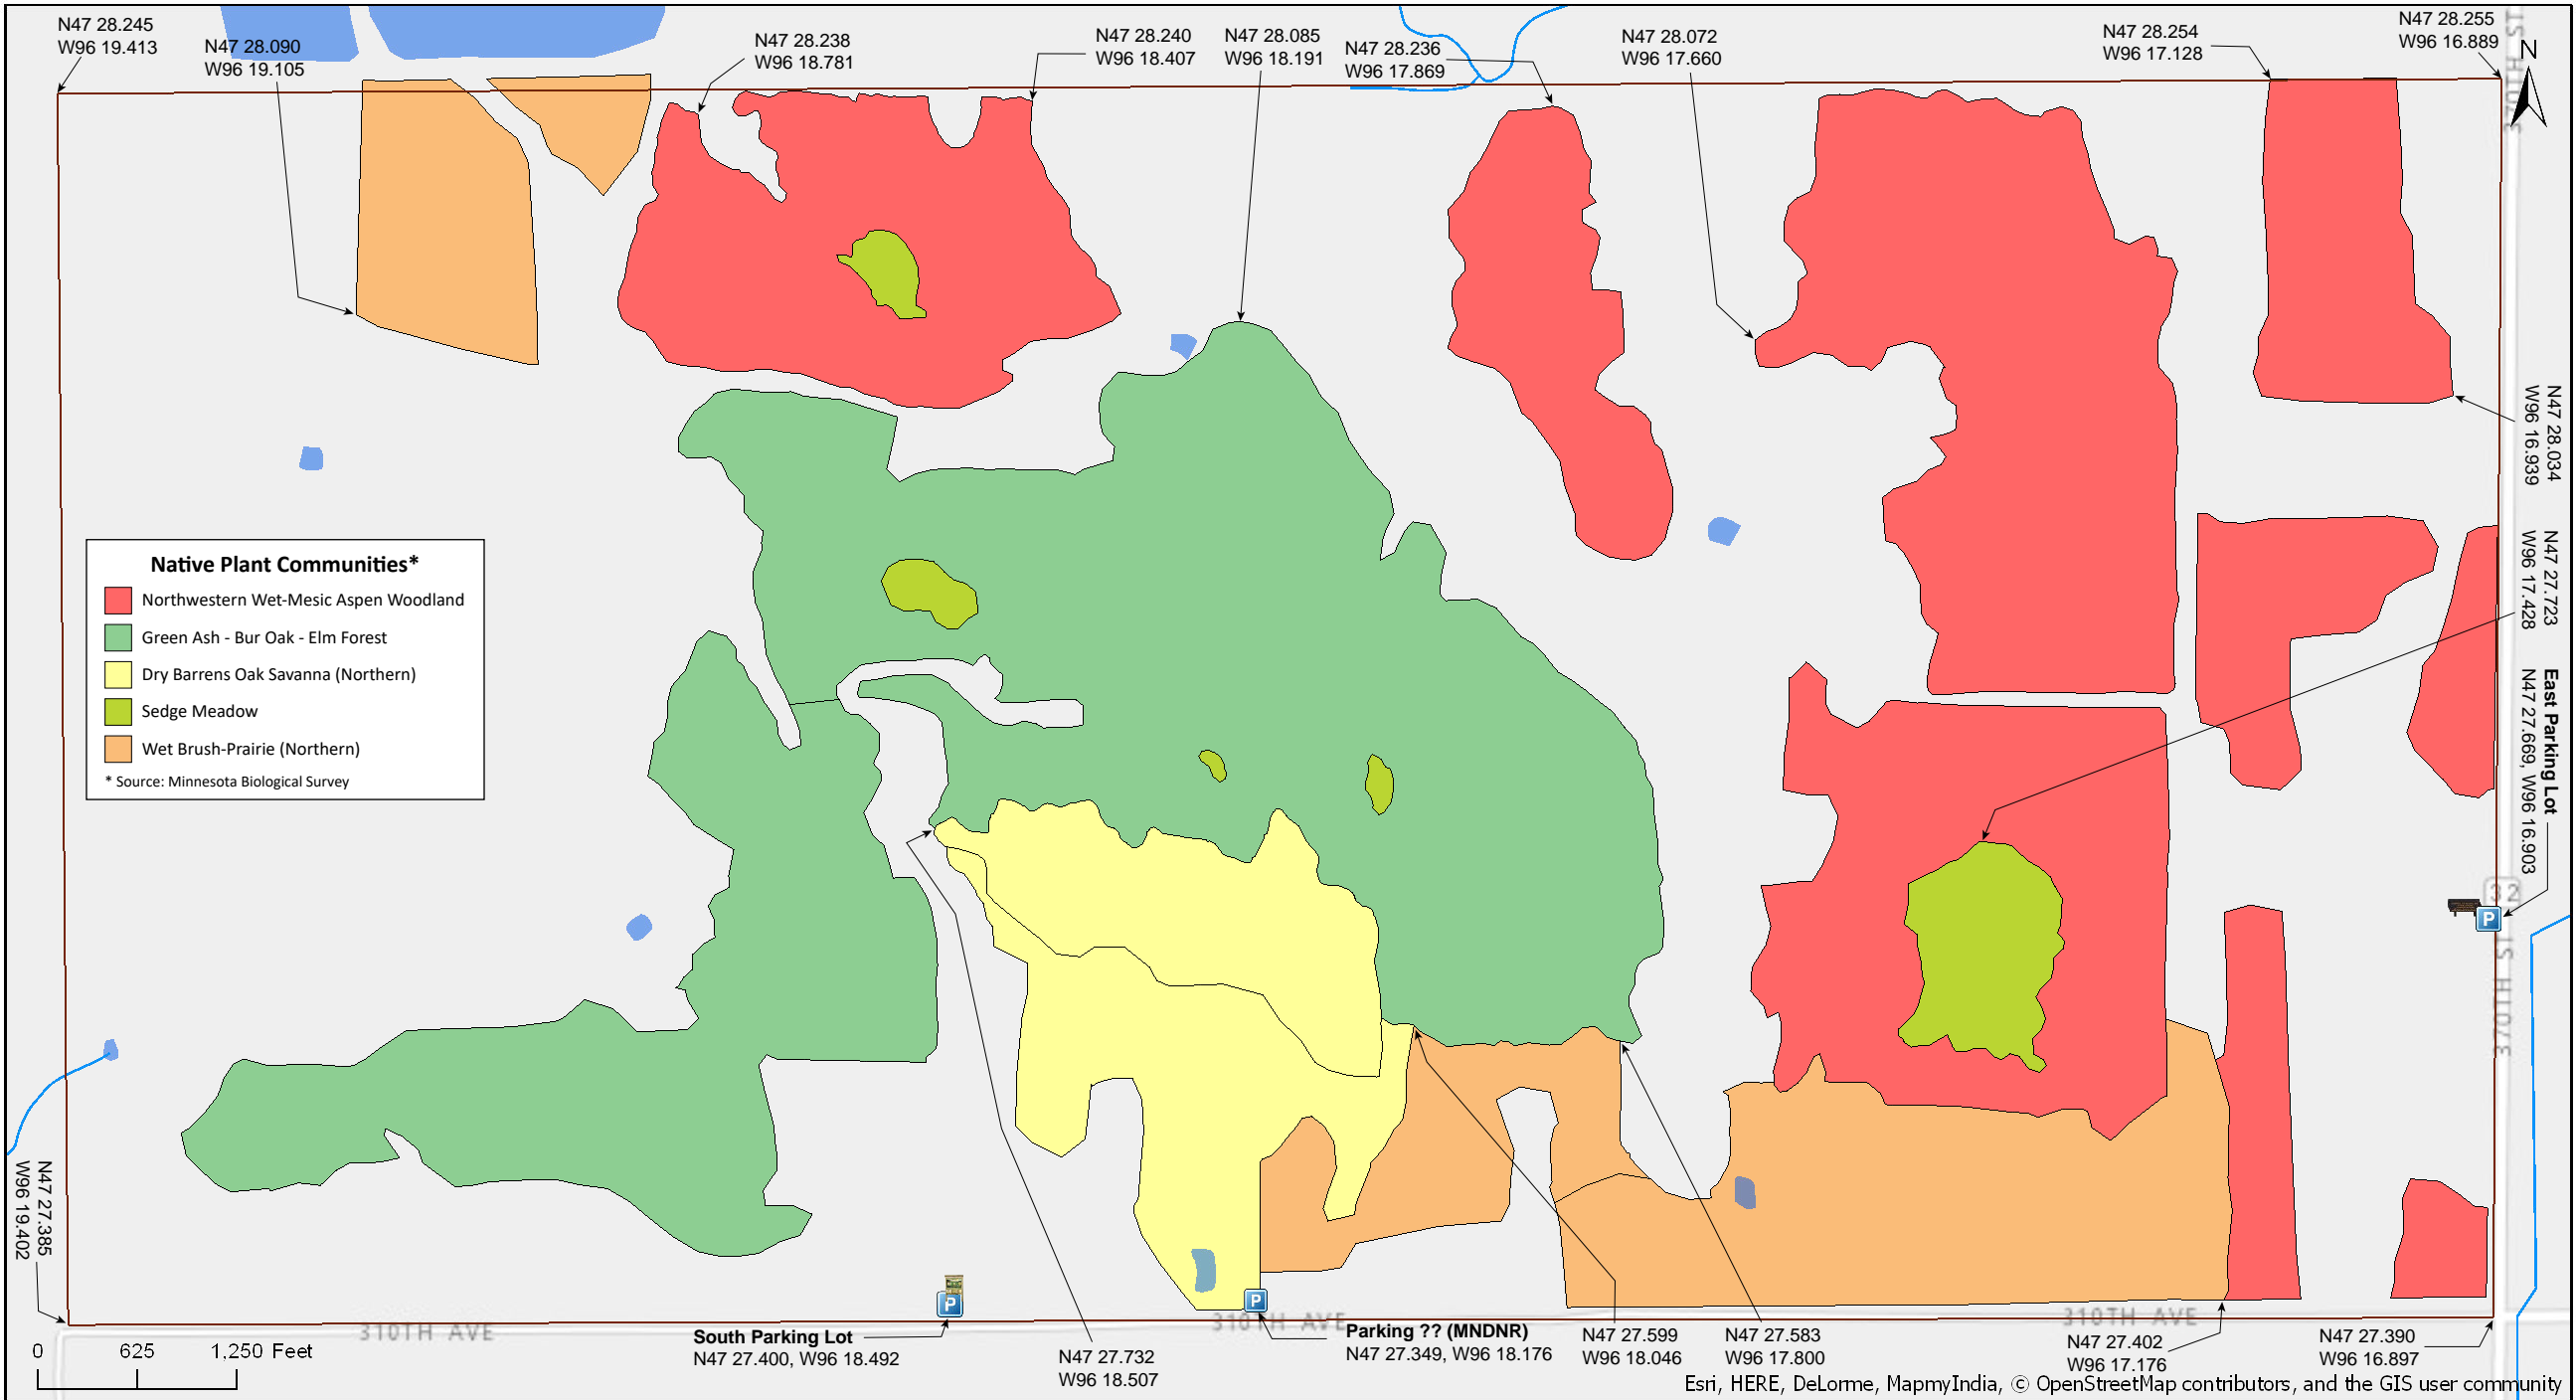 N47 28.245
W96 19.413
N47 28.090
W96 19.105
N47 28.238
W96 18.781
N47 28.240
W96 18.407
N47 28.085
W96 18.191
N47 28.236
W96 17.869
N47 28.072
W96 17.660
N47 28.254
W96 17.128
N47 28.255
W96 16.889
N
370TH ST
N47 28.034
W96 16.939
N47 27.723
W96 17.428
East Parking Lot
N47 27.669, W96 16.903
32
P
370TH ST
Native Plant Communities*
Northwestern Wet-Mesic Aspen Woodland
Green Ash - Bur Oak - Elm Forest
Dry Barrens Oak Savanna (Northern)
Sedge Meadow
Wet Brush-Prairie (Northern)
* Source: Minnesota Biological Survey
N47 27.385
W96 19.402
P
P
310TH AVE
310TH AVE
310TH AVE
South Parking Lot
N47 27.400, W96 18.492
N47 27.732
W96 18.507
Parking ?? (MNDNR)
N47 27.349, W96 18.176
N47 27.599
W96 18.046
N47 27.583
W96 17.800
N47 27.402
W96 17.176
N47 27.390
W96 16.897
0 625 1,250 Feet
Esri, HERE, DeLorme, MapmyIndia, © OpenStreetMap contributors, and the GIS user community